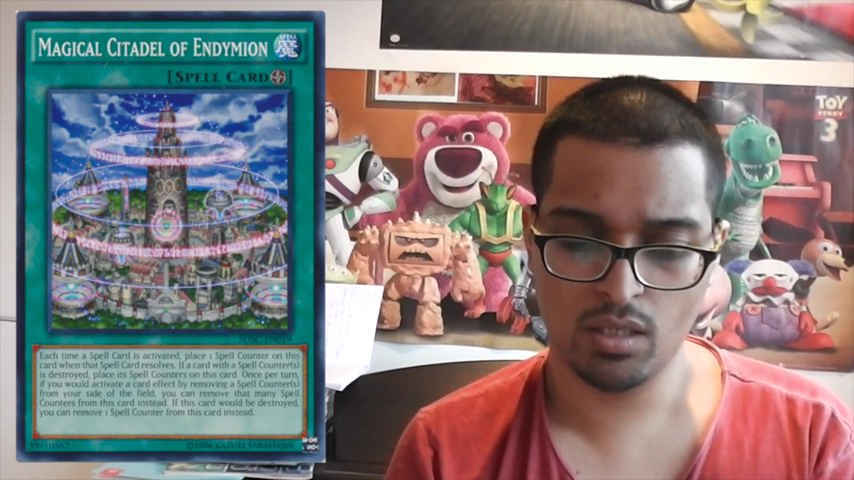 MAGICAL CITADEL OF ENDYMION
[SPELL CARD
Each time a Spell Card is activated, place 1 Spell Counter on this
card when that Spell Card resolves. If a card with a Spell Counter(s)
is destroyed, place its Spell Counters on this card. Once per turn,
if you would activate a card effect by removing a Spell Counter(s)
from your side of the field, you can remove that many Spell
Counters from this card instead. If this card would be destroyed,
you can remove 1 Spell Counter from this card instead.
©1996 KAZUKI TAKAHASHI
TOY
STORY
3